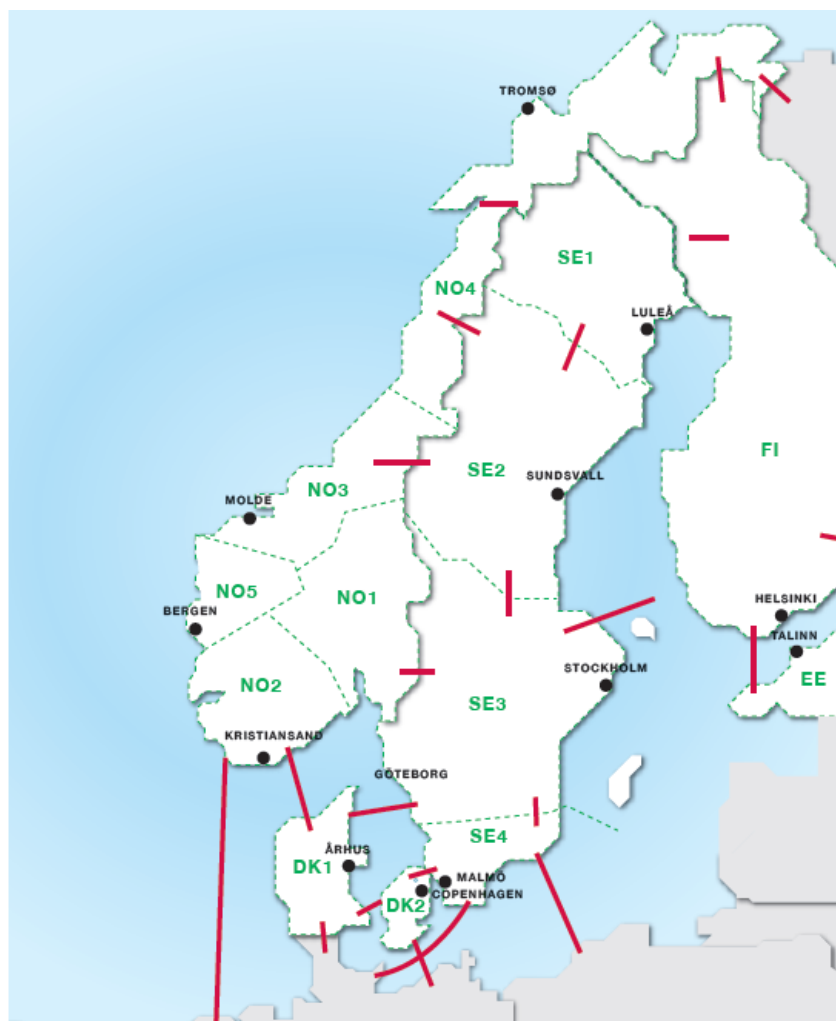 TROMSØ
SE1
NO4
LULEÅ
FI
SE2
SUNDSVALL
NO3
MOLDE
NO5
NO1
BERGEN
HELSINKI
TALINN
STOCKHOLM
EE
NO2
SE3
KRISTIANSAND
GÖTEBORG
SE4
ÅRHUS
DK1
MALMÖ
COPENHAGEN
DK2